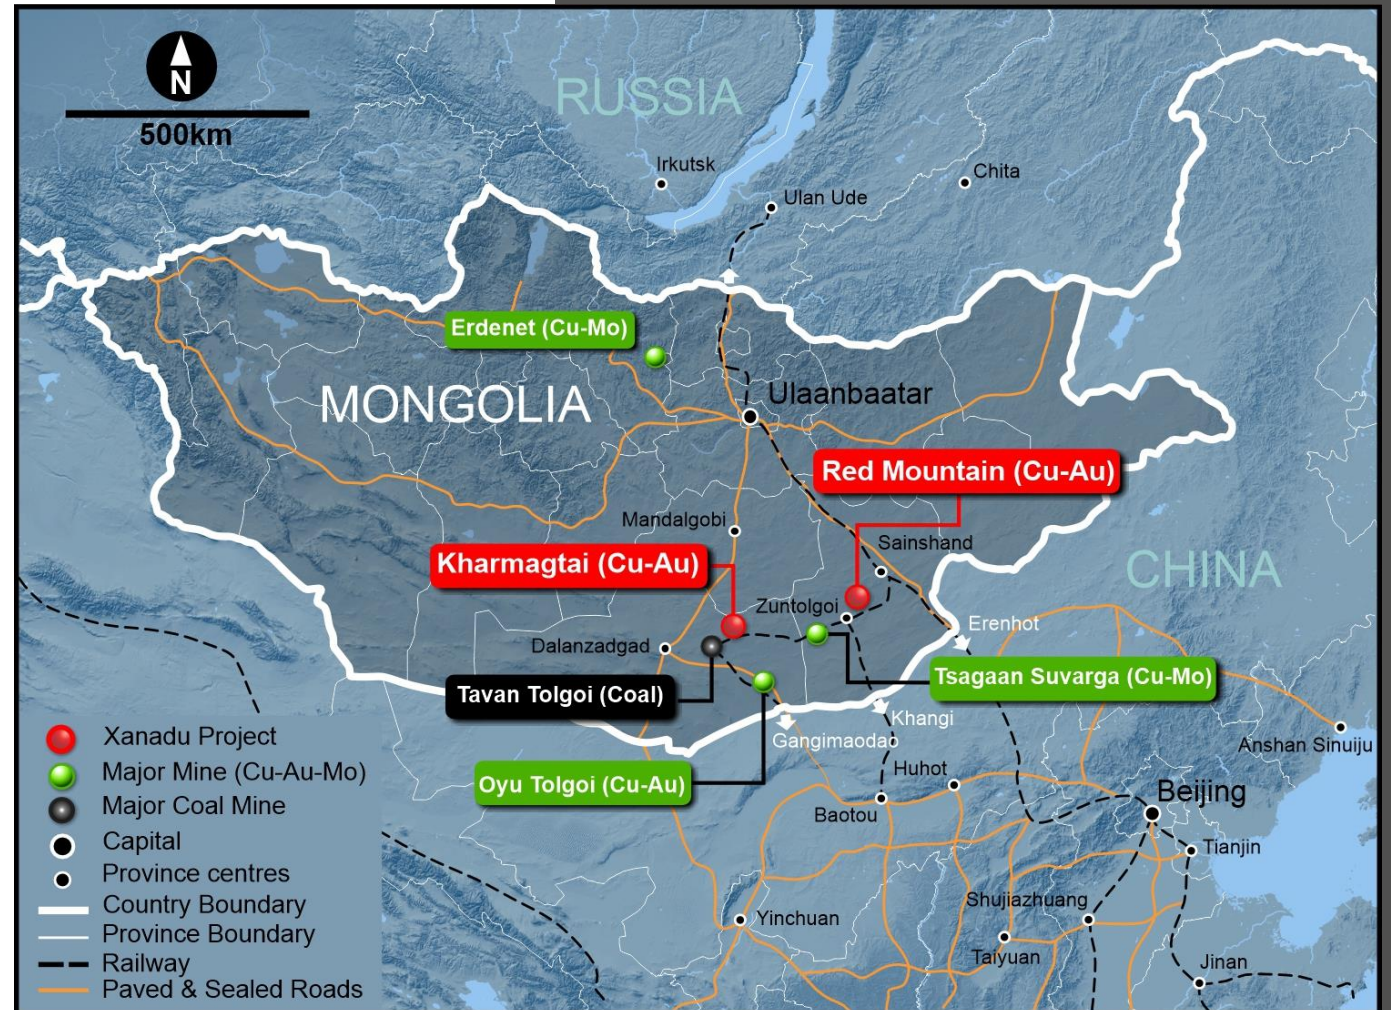 N
500km
RUSSIA
Irkutsk
Chita
Ulan Ude
Erdenet (Cu-Mo)
MONGOLIA
Ulaanbaatar
Red Mountain (Cu-Au)
Mandalgobi
Sainshand
Kharmagtai (Cu-Au)
CHINA
Zuntolgoi
Erenhot
Dalanzadgad
Tsagaan Suvarga (Cu-Mo)
Tavan Tolgoi (Coal)
Khangi
Gangimaodao
Anshan Sinuiju
Huhot
Oyu Tolgoi (Cu-Au)
Beijing
Baotou
Tianjin
Shujiazhuang
Yinchuan
Taiyuan
Jinan
Xanadu Project
Major Mine (Cu-Au-Mo)
Major Coal Mine
Capital
Province centres
Country Boundary
Province Boundary
Railway
Paved & Sealed Roads